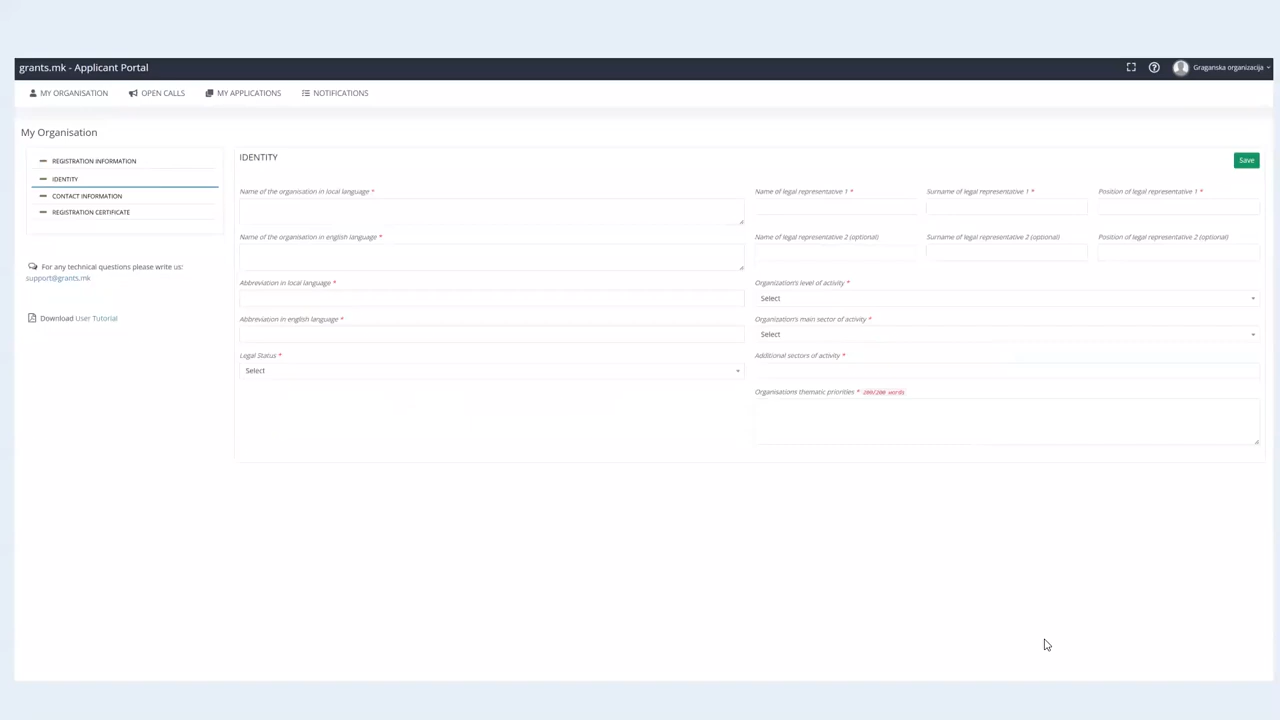 grants.mk - Applicant Portal
Graganska organizacija
MY ORGANISATION OPEN CALLS MY APPLICATIONS NOTIFICATIONS
My Organisation
REGISTRATION INFORMATION
IDENTITY
CONTACT INFORMATION
REGISTRATION CERTIFICATE
For any technical questions please write us:
support@grants.mk
Download User Tutorial
IDENTITY
Save
Name of the organisation in local language *
Name of the organisation in english language *
Abbreviation in local language *
Abbreviation in english language *
Legal Status *
Select
Name of legal representative 1 * Surname of legal representative 1 * Position of legal representative 1 *
Name of legal representative 2 (optional) Surname of legal representative 2 (optional) Position of legal representative 2 (optional)
Organization's level of activity *
Select
Organization's main sector of activity *
Select
Additional sectors of activity *
Organisations thematic priorities * 200/200 words